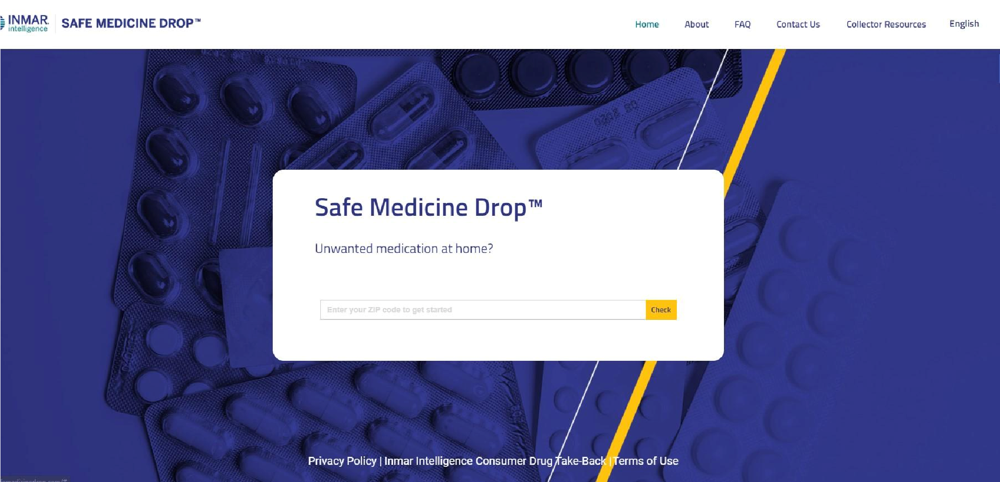 INMAR.
intelligence
SAFE MEDICINE DROP™
Home
About
FAQ
Contact Us
Collector Resources
English
Safe Medicine Drop™
Unwanted medication at home?
Enter your ZIP code to get started
Check
Privacy Policy | Inmar Intelligence Consumer Drug Take-Back | Terms of Use